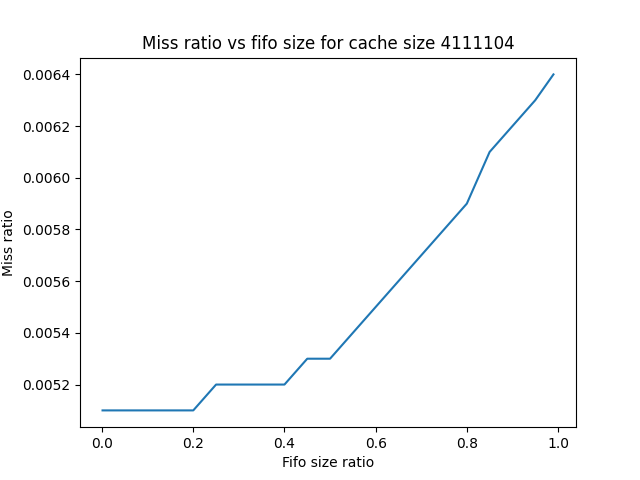 Miss ratio vs fifo size for cache size 4111104
Miss ratio
0.0064
0.0062
0.0060
0.0058
0.0056
0.0054
0.0052
0.0 0.2 0.4 0.6 0.8 1.0
Fifo size ratio